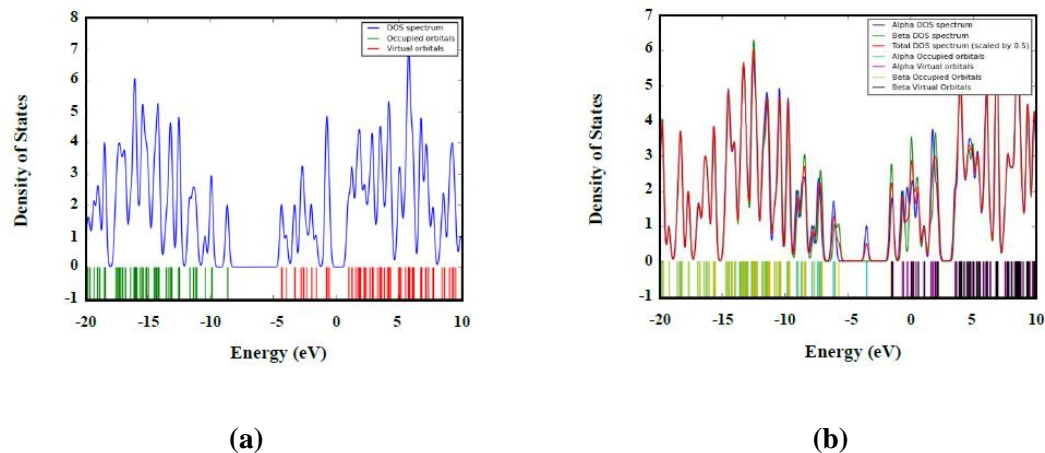 8
7
6
5
4
3
2
1
0
-1
Density of States
DOS spectrum
Occupied orbitals
Virtual orbitals
-20 -15 -10 -5 0 5 10
Energy (eV)
(a)
7
6
5
4
3
2
1
0
-1
Density of States
Alpha DOS spectrum
Beta DOS spectrum
Total DOS spectrum (scaled by 0.5)
Alpha Occupied orbitals
Alpha Virtual orbitals
Beta Occupied Orbitals
Beta Virtual Orbitals
-20 -15 -10 -5 0 5 10
Energy (eV)
(b)